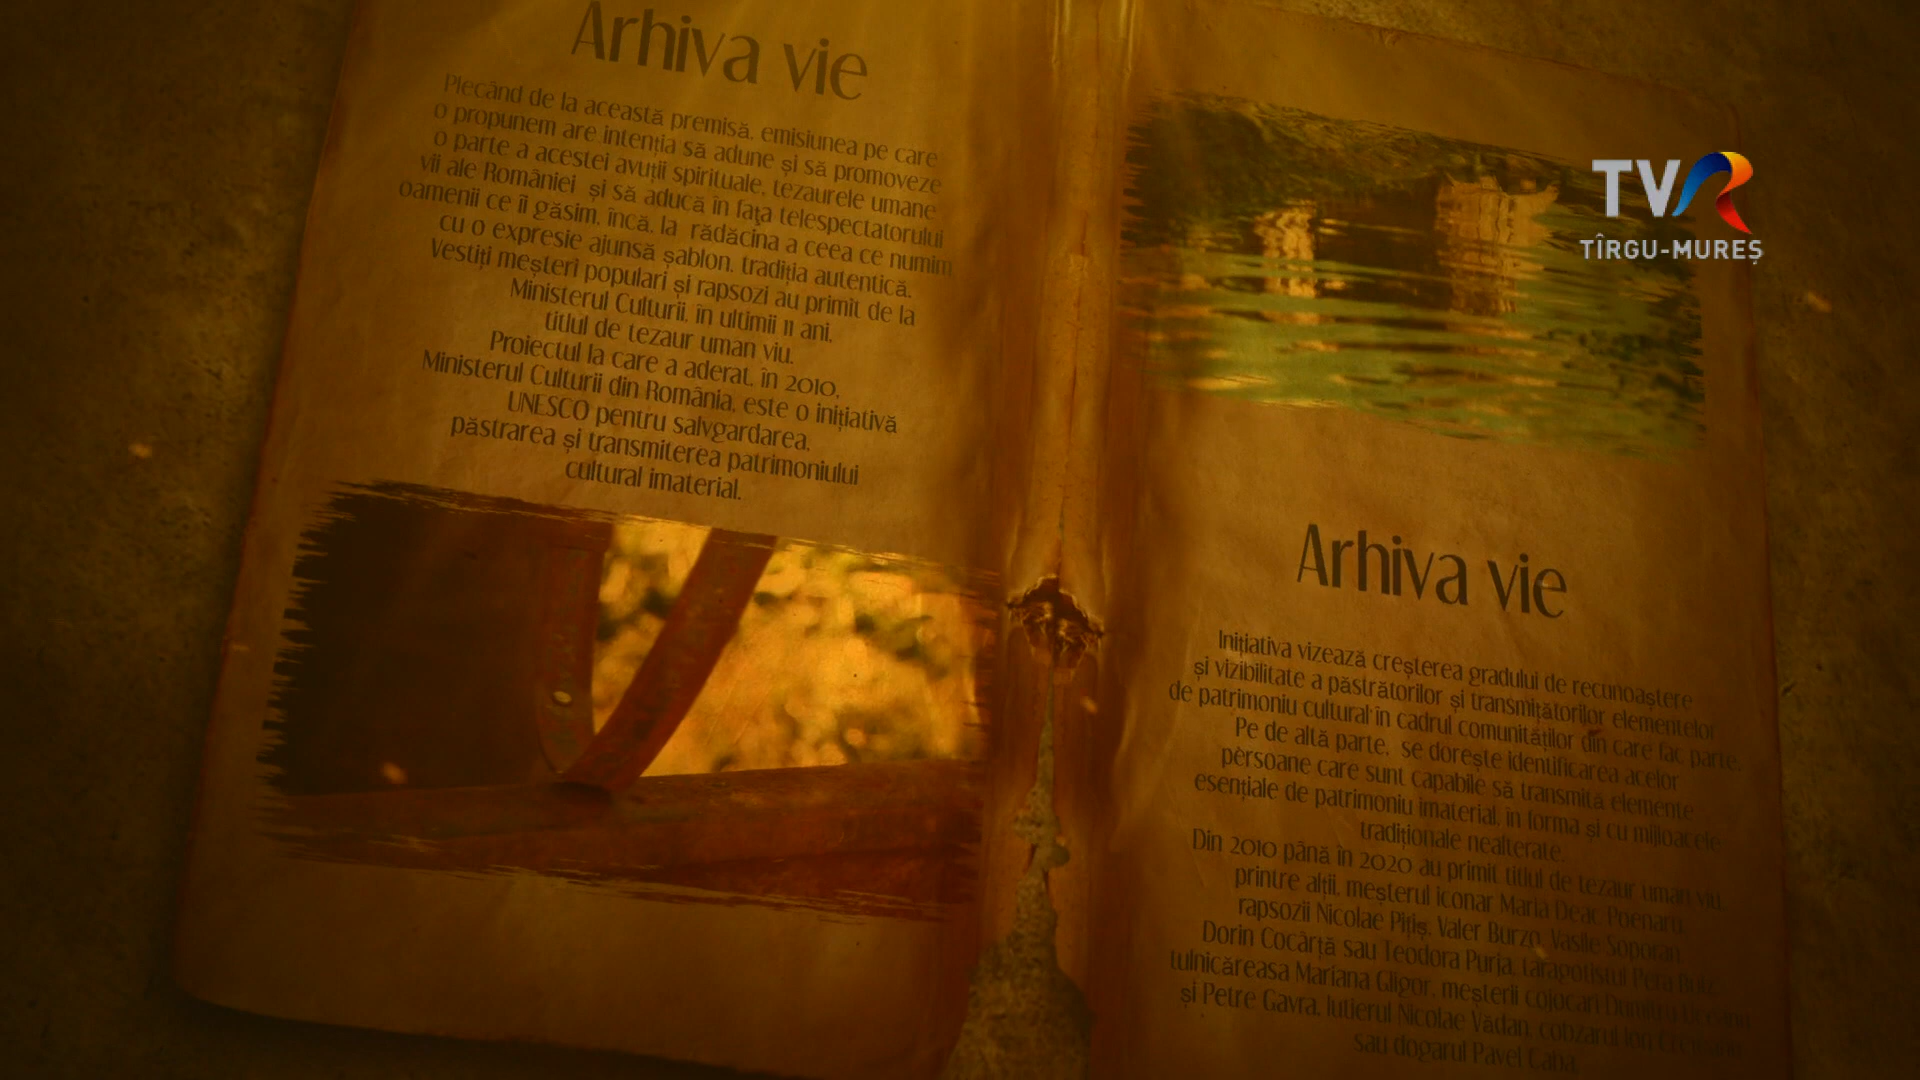 Arhiva vie
Plecând de la această premisă, emisiunea pe care
o propunem are intenția să adune și să promoveze
o parte a acestei avuții spirituale, tezaurele umane
vii ale României și să aducă în faţa telespectatorului
oamenii ce îi găsim, încă, la rădăcina a ceea ce numim
cu o expresie ajunsă șablon, tradiția autentică.
Vestiți meșteri populari și rapsozi au primit de la
Ministerul Culturii, în ultimii 11 ani,
titlul de tezaur uman viu.
Proiectul la care a aderat, în 2010,
Ministerul Culturii din România, este o inițiativă
UNESCO pentru salvgardarea,
păstrarea și transmiterea patrimoniului
cultural imaterial.
TVR
TÎRGU-MUREȘ
Arhiva vie
Inițiativa vizează creșterea gradului de recunoaștere
și vizibilitate a păstrătorilor și transmițătorilor elementelor
de patrimoniu cultural în cadrul comunităților din care fac parte.
Pe de altă parte, se dorește identificarea acelor
persoane care sunt capabile să transmită elemente
esențiale de patrimoniu imaterial, în forma și cu mijloacele
tradiționale nealterate.
Din 2010 până în 2020 au primit titlul de tezaur uman viu,
printre alții, meșterul iconar Maria Deac Poenaru,
rapsozii Nicolae Pițiș, Valer Burzo, Vasile Soporan,
Dorin Cocârță sau Teodora Purja, taragotistul Pera
tulnicăreasa Mariana Gligor, meșterii cojocari Dumitru
și Petre Gavra, lutierul Nicolae Vădan, cobzarul Ion
sau dogarul Pavel Caba.